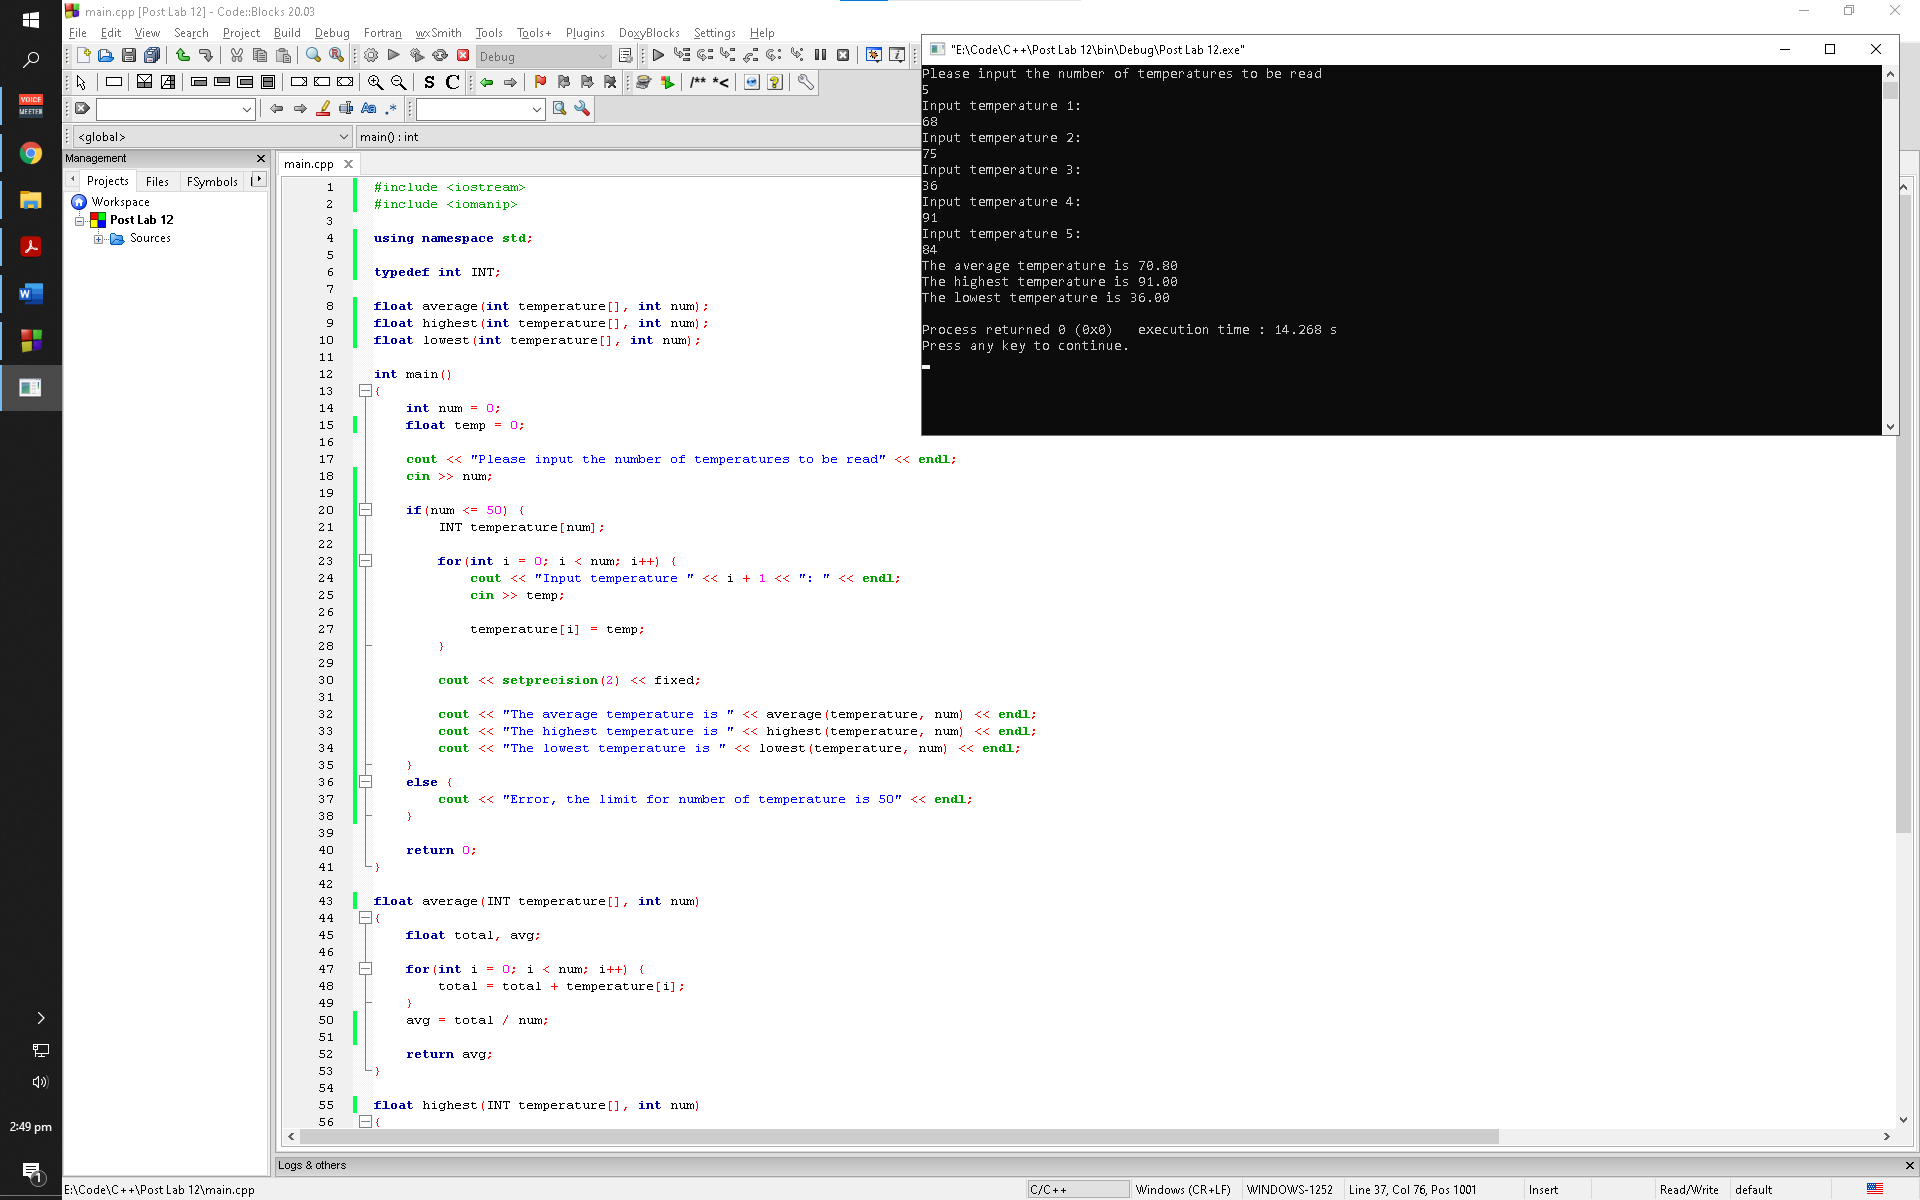 main.cpp [Post Lab 12] - Code::Blocks 20.03
File Edit View Search Project Build Debug Fortran wxSmith Tools Tools+ Plugins DoxyBlocks Settings Help
Debug
S C /** *<
Aa .*
<global> main() : int
Management
Projects Files FSymbols
Workspace
Post Lab 12
Sources
main.cpp
1 #include <iostream>
2 #include <iomanip>
3
4 using namespace std;
5
6 typedef int INT;
7
8 float average(int temperature[], int num);
9 float highest(int temperature[], int num);
10 float lowest(int temperature[], int num);
11
12 int main()
13 {
14 int num = 0;
15 float temp = 0;
16
17 cout << "Please input the number of temperatures to be read" << endl;
18 cin >> num;
19
20 if(num <= 50) {
21 INT temperature[num];
22
23 for(int i = 0; i < num; i++) {
24 cout << "Input temperature " << i + 1 << ": " << endl;
25 cin >> temp;
26
27 temperature[i] = temp;
28 }
29
30 cout << setprecision(2) << fixed;
31
32 cout << "The average temperature is " << average(temperature, num) << endl;
33 cout << "The highest temperature is " << highest(temperature, num) << endl;
34 cout << "The lowest temperature is " << lowest(temperature, num) << endl;
35 }
36 else {
37 cout << "Error, the limit for number of temperature is 50" << endl;
38 }
39
40 return 0;
41 }
42
43 float average(INT temperature[], int num)
44 {
45 float total, avg;
46
47 for(int i = 0; i < num; i++) {
48 total = total + temperature[i];
49 }
50 avg = total / num;
51
52 return avg;
53 }
54
55 float highest(INT temperature[], int num)
56 {
"E:\Code\C++\Post Lab 12\bin\Debug\Post Lab 12.exe"
Please input the number of temperatures to be read
5
Input temperature 1:
68
Input temperature 2:
75
Input temperature 3:
36
Input temperature 4:
91
Input temperature 5:
84
The average temperature is 70.80
The highest temperature is 91.00
The lowest temperature is 36.00
Process returned 0 (0x0) execution time : 14.268 s
Press any key to continue.
Logs & others
E:\Code\C++\Post Lab 12\main.cpp C/C++ Windows (CR+LF) WINDOWS-1252 Line 37, Col 76, Pos 1001 Insert Read/Write default
VOICE
MEETER
2:49 pm
1